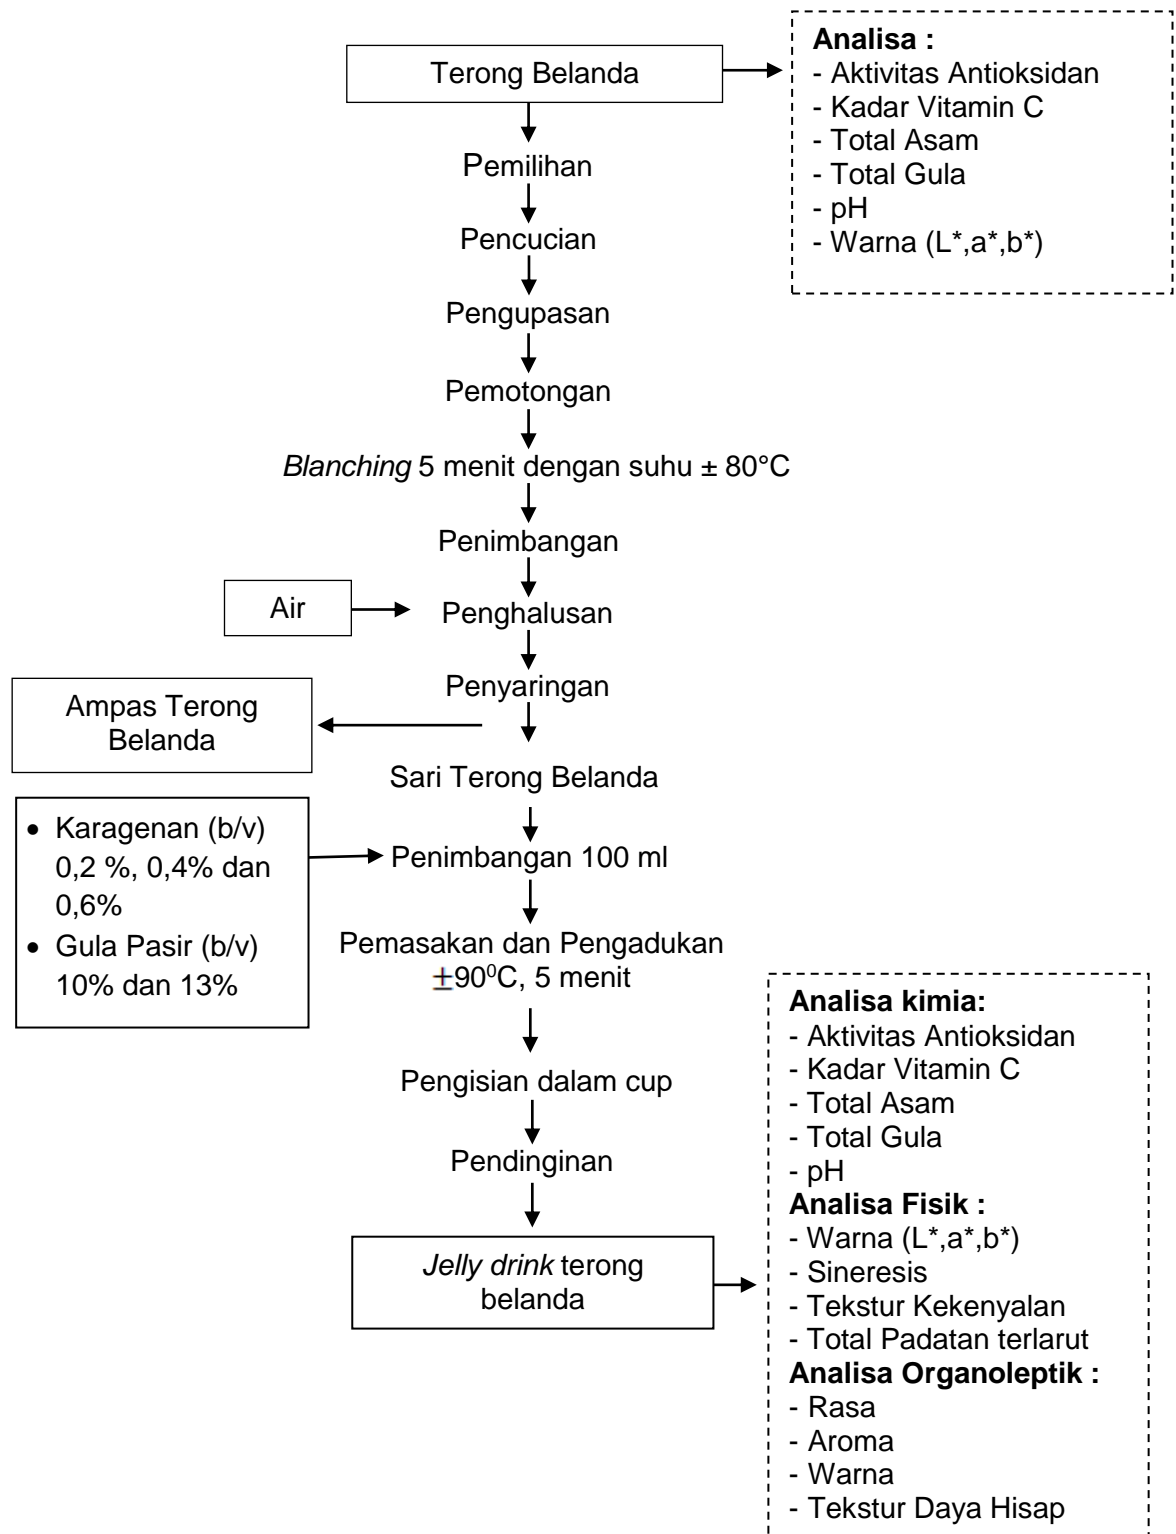 Terong Belanda
Analisa :
- Aktivitas Antioksidan
- Kadar Vitamin C
- Total Asam
- Total Gula
- pH
- Warna (L*,a*,b*)
Pemilihan
Pencucian
Pengupasan
Pemotongan
Blanching 5 menit dengan suhu ± 80°C
Penimbangan
Air
Penghalusan
Penyaringan
Ampas Terong
Belanda
Sari Terong Belanda
• Karagenan (b/v)
0,2 %, 0,4% dan
0,6%
• Gula Pasir (b/v)
10% dan 13%
Penimbangan 100 ml
Pemasakan dan Pengadukan
±90⁰C, 5 menit
Pengisian dalam cup
Pendinginan
Jelly drink terong
belanda
Analisa kimia:
- Aktivitas Antioksidan
- Kadar Vitamin C
- Total Asam
- Total Gula
- pH
Analisa Fisik :
- Warna (L*,a*,b*)
- Sineresis
- Tekstur Kekenyalan
- Total Padatan terlarut
Analisa Organoleptik :
- Rasa
- Aroma
- Warna
- Tekstur Daya Hisap